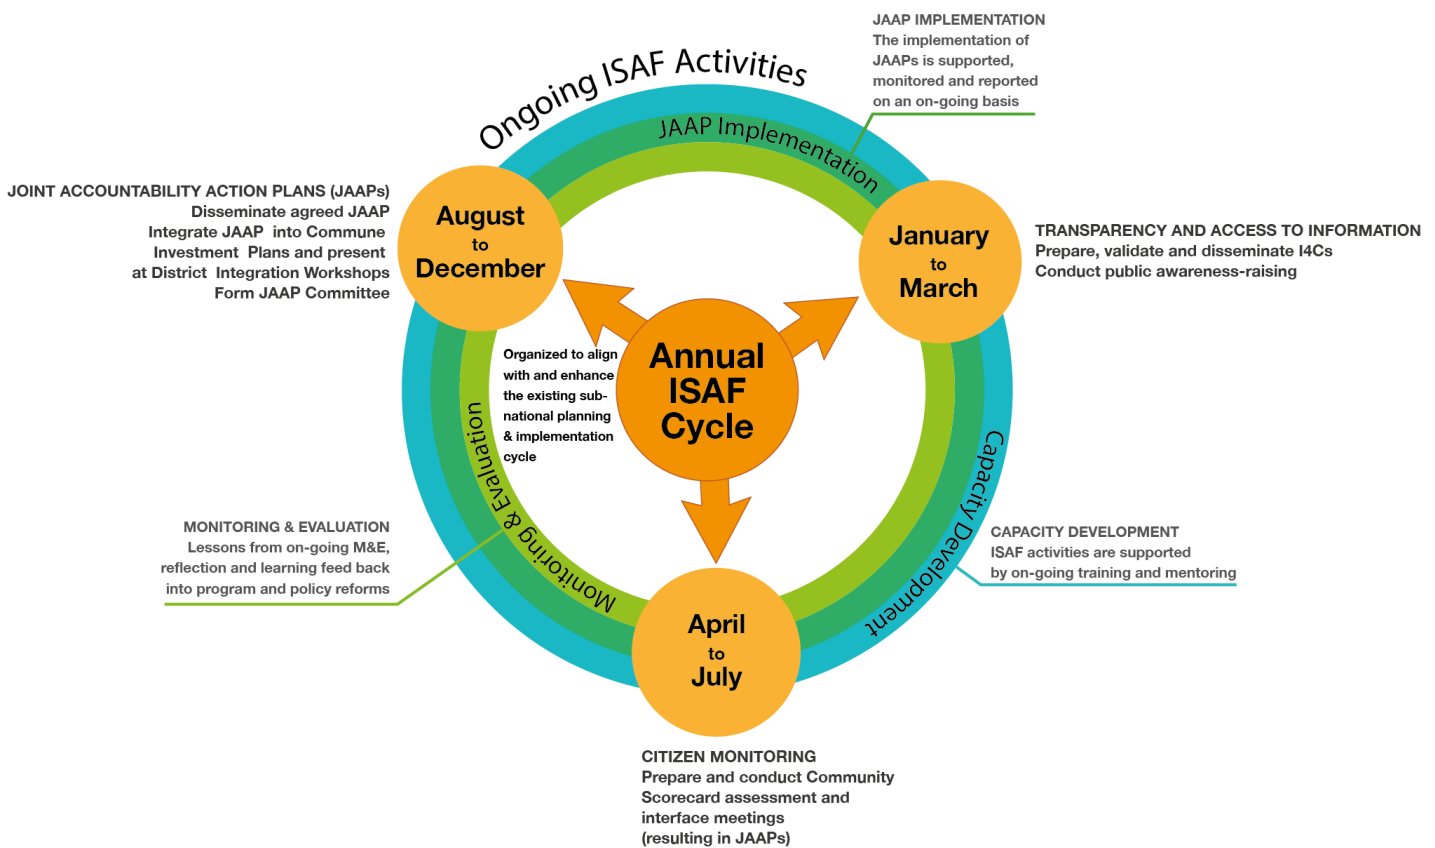 JAAP IMPLEMENTATION
The implementation of
JAAPs is supported,
monitored and reported
on an on-going basis
Ongoing ISAF Activities
JAAP Implementation
JOINT ACCOUNTABILITY ACTION PLANS (JAAPs)
Disseminate agreed JAAP
Integrate JAAP into Commune
Investment Plans and present
at District Integration Workshops
Form JAAP Committee
August
to
December
January
to
March
TRANSPARENCY AND ACCESS TO INFORMATION
Prepare, validate and disseminate I4Cs
Conduct public awareness-raising
Organized to align
with and enhance
the existing sub-
national planning
& implementation
cycle
Annual
ISAF
Cycle
Monitoring & Evaluation
Capacity Development
MONITORING & EVALUATION
Lessons from on-going M&E,
reflection and learning feed back
into program and policy reforms
CAPACITY DEVELOPMENT
ISAF activities are supported
by on-going training and mentoring
April
to
July
CITIZEN MONITORING
Prepare and conduct Community
Scorecard assessment and
interface meetings
(resulting in JAAPs)